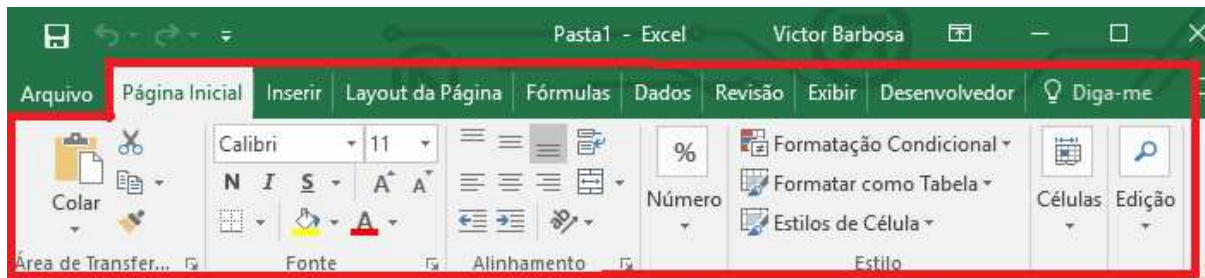 Pasta1 - Excel Victor Barbosa
Arquivo Página Inicial Inserir Layout da Página Fórmulas Dados Revisão Exibir Desenvolvedor Diga-me
Calibri 11 % Formatação Condicional
N I S A A Formatar como Tabela
Colar Número Células Edição
A Estilos de Célula
Área de Transfer... Fonte Alinhamento Estilo